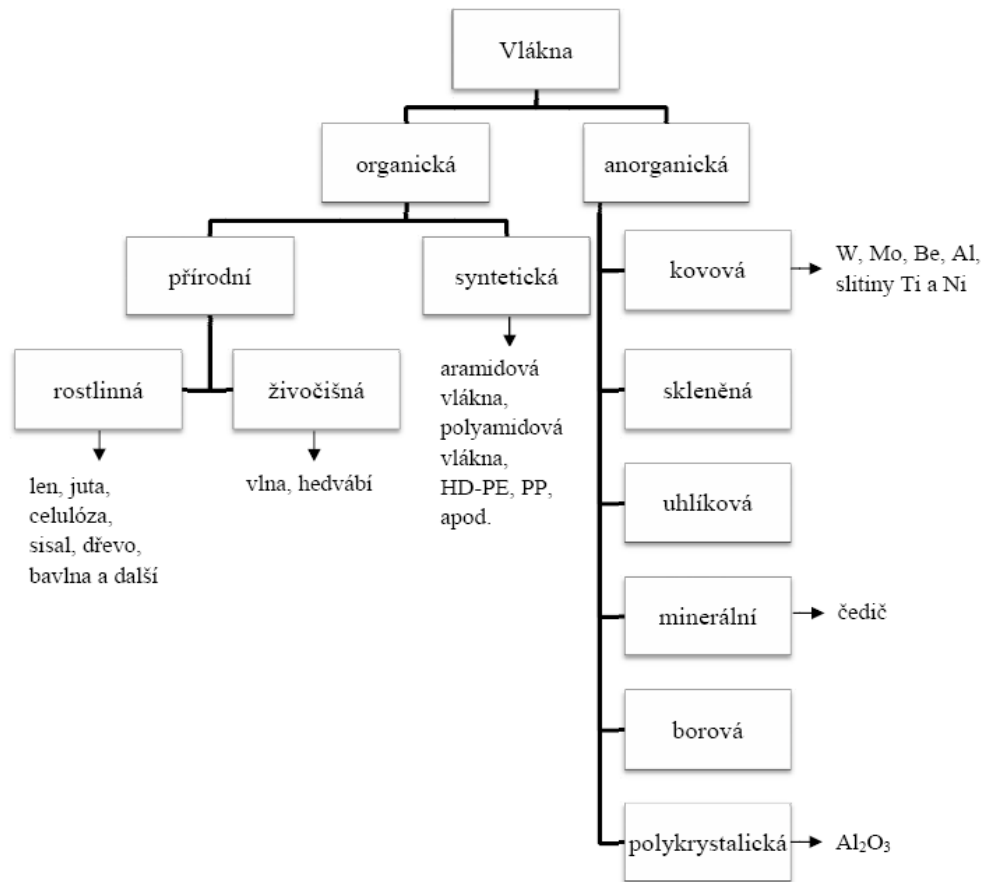 Vlákna
organická
anorganická
přírodní
syntetická
kovová
W, Mo, Be, Al,
slitiny Ti a Ni
rostlinná
živočišná
aramidová
vlákna,
polyamidová
vlákna,
HD-PE, PP,
apod.
skleněná
len, juta,
celulóza,
sisal, dřevo,
bavlna a další
vlna, hedvábí
uhlíková
minerální
čedič
borová
polykrystalická
Al₂O₃